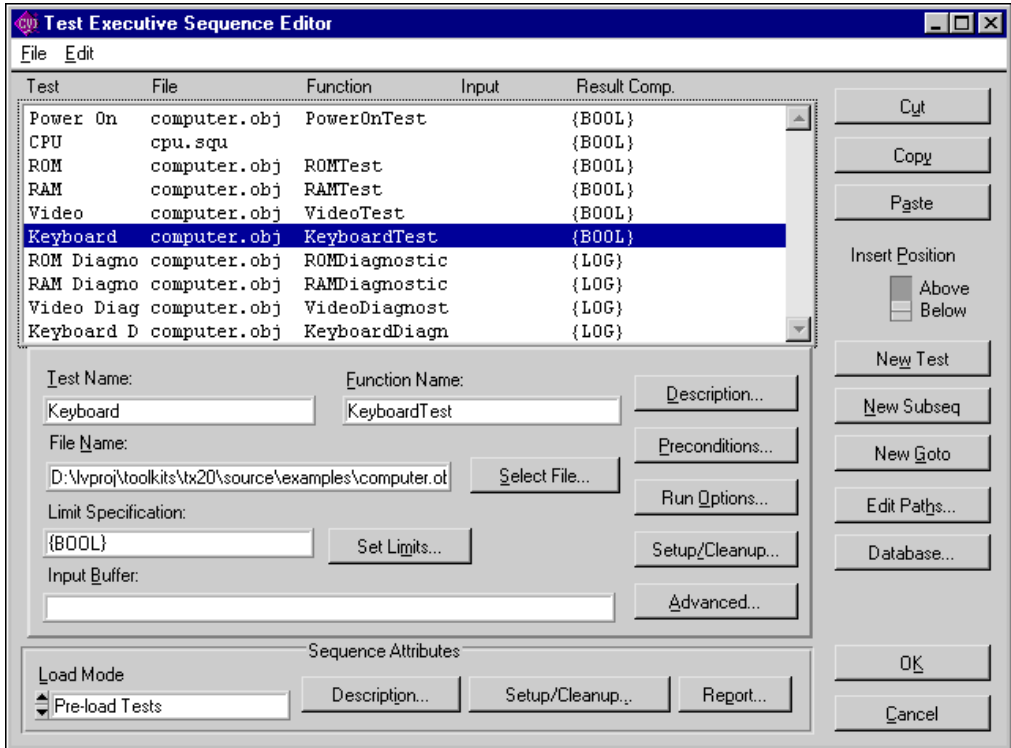 CVI Test Executive Sequence Editor
File Edit
Test File Function Input Result Comp.
Power On computer.obj PowerOnTest {BOOL}
CPU cpu.squ {BOOL}
ROM computer.obj ROMTest {BOOL}
RAM computer.obj RAMTest {BOOL}
Video computer.obj VideoTest {BOOL}
Keyboard computer.obj KeyboardTest {BOOL}
ROM Diagno computer.obj ROMDiagnostic {LOG}
RAM Diagno computer.obj RAMDiagnostic {LOG}
Video Diag computer.obj VideoDiagnost {LOG}
Keyboard D computer.obj KeyboardDiagn {LOG}
Cut
Copy
Paste
Insert Position
Above
Below
New Test
New Subseq
New Goto
Edit Paths...
Database...
OK
Cancel
Test Name:
Keyboard
Function Name:
KeyboardTest
File Name:
D:\lvproj\toolkits\tx20\source\examples\computer.ob
Select File...
Limit Specification:
{BOOL}
Set Limits...
Input Buffer:
Description...
Preconditions...
Run Options...
Setup/Cleanup...
Advanced...
Sequence Attributes
Load Mode
Pre-load Tests
Description...
Setup/Cleanup...
Report...